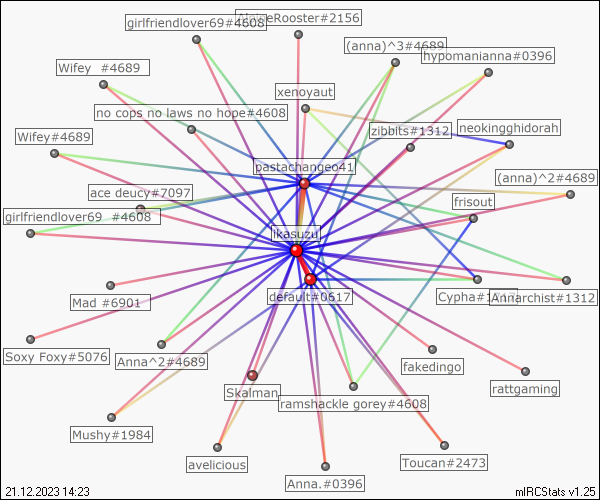 girlfriendlover69#4608
Rooster#2156
(anna)^3#4689
hypomanianna#0396
Wifey  #4689
xenoyaut
no cops no laws no hope#4608
zibbits#1312
neokingghidorah
Wifey#4689
pastachangeo41
(anna)^2#4689
ace deucy#7097
frisout
girlfriendlover69  #4608
ikasuzu
default#0617
Cypha#1
Annarchist#1312
Mad #6901
Soxy Foxy#5076
Anna^2#4689
fakedingo
rattgaming
Skalman
ramshackle gorey#4608
Mushy#1984
avelicious
Anna.#0396
Toucan#2473
21.12.2023 14:23
mIRCStats v1.25